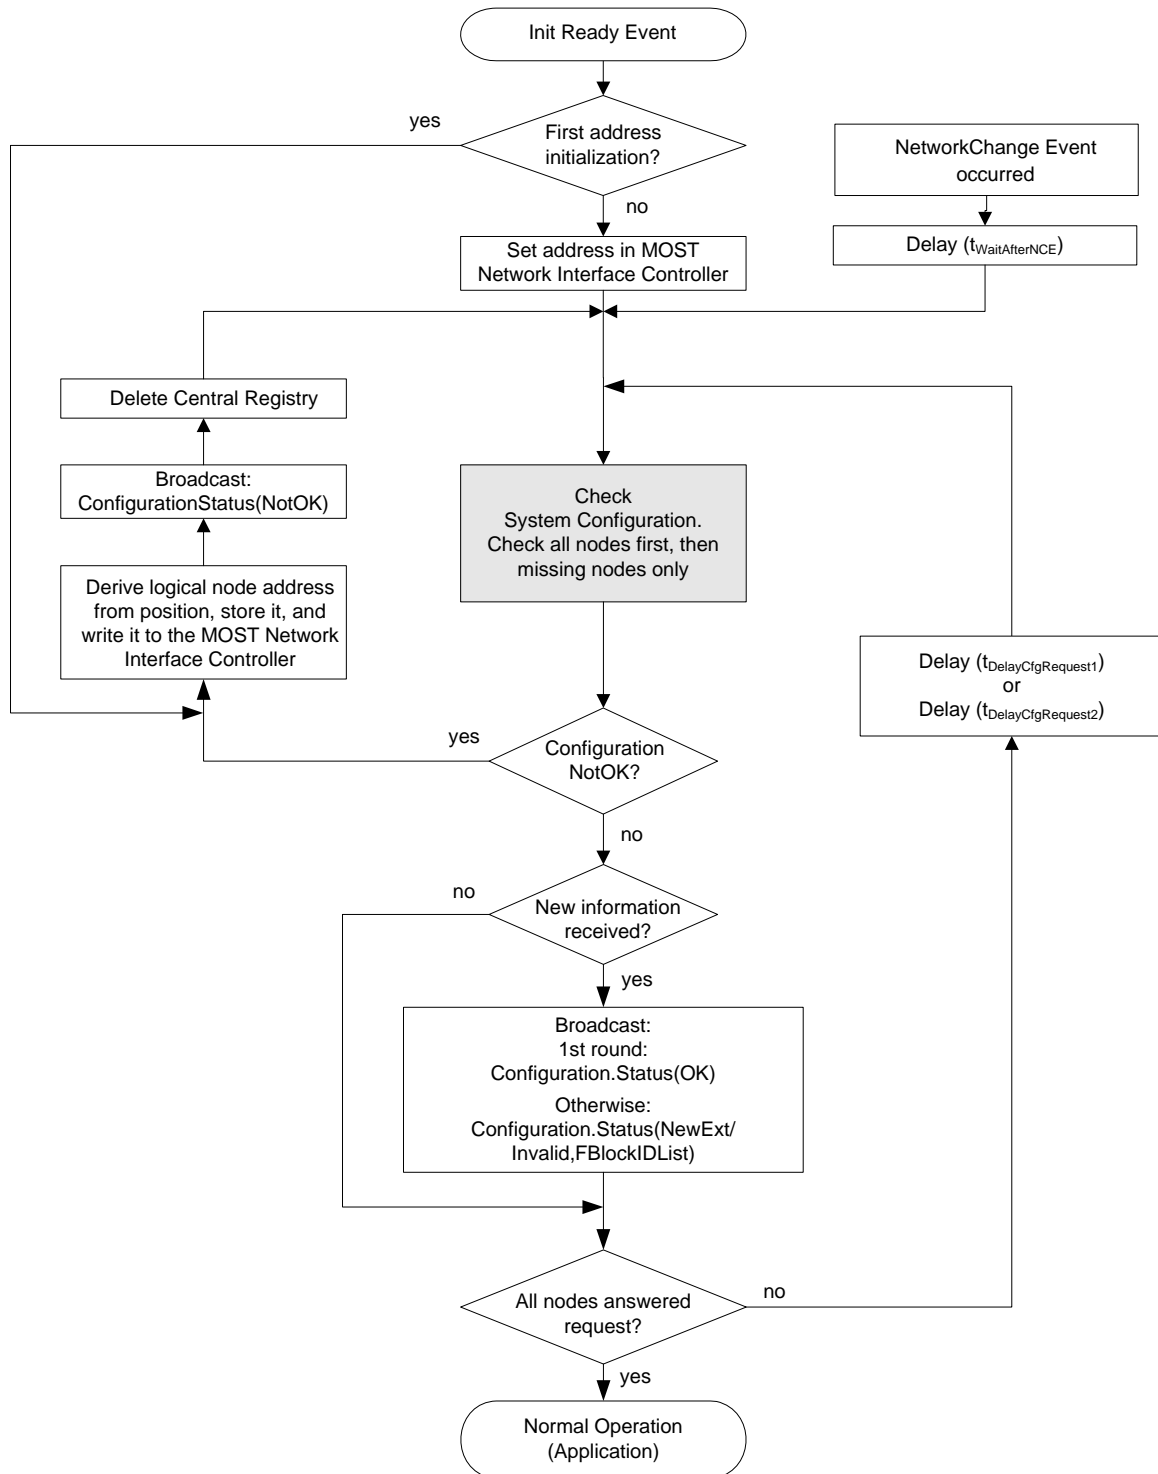 Init Ready Event
yes
First address
initialization?
no
NetworkChange Event
occurred
Set address in MOST
Network Interface Controller
Delay (tWaitAfterNCE)
Delete Central Registry
Broadcast:
ConfigurationStatus(NotOK)
Check
System Configuration.
Check all nodes first, then
missing nodes only
Derive logical node address
from position, store it, and
write it to the MOST Network
Interface Controller
Delay (tDelayCfgRequest1)
or
Delay (tDelayCfgRequest2)
yes
Configuration
NotOK?
no
no
New information
received?
yes
Broadcast:
1st round:
Configuration.Status(OK)
Otherwise:
Configuration.Status(NewExt/
Invalid,FBlockIDList)
All nodes answered
request?
no
yes
Normal Operation
(Application)